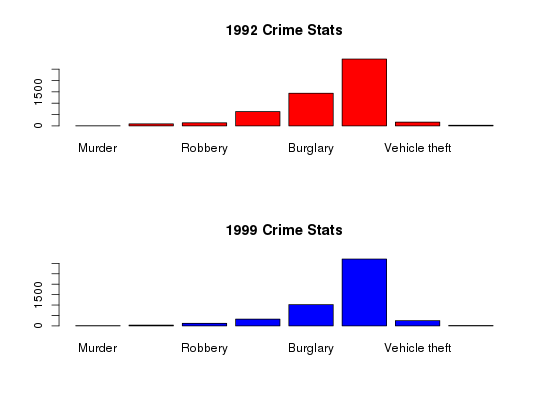 1992 Crime Stats
1500
0
Murder Robbery Burglary Vehicle theft
1999 Crime Stats
1500
0
Murder Robbery Burglary Vehicle theft